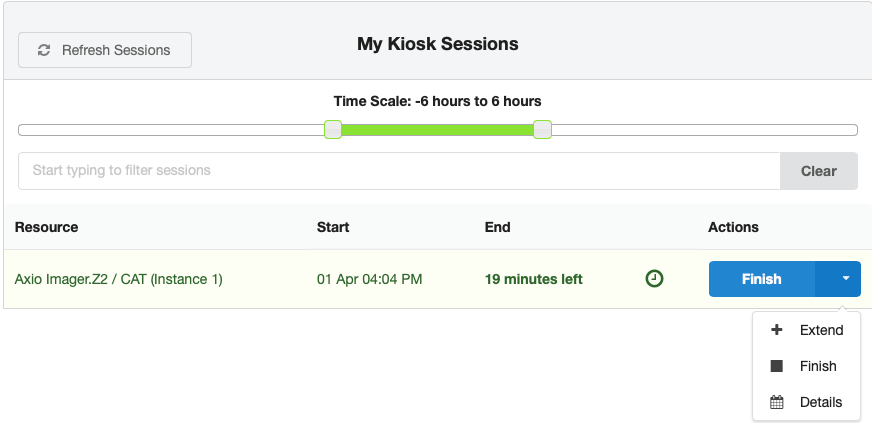 Refresh Sessions
My Kiosk Sessions
Time Scale: -6 hours to 6 hours
Start typing to filter sessions
Clear
Resource Start End Actions
Axio Imager.Z2 / CAT (Instance 1) 01 Apr 04:04 PM 19 minutes left Finish
Extend
Finish
Details